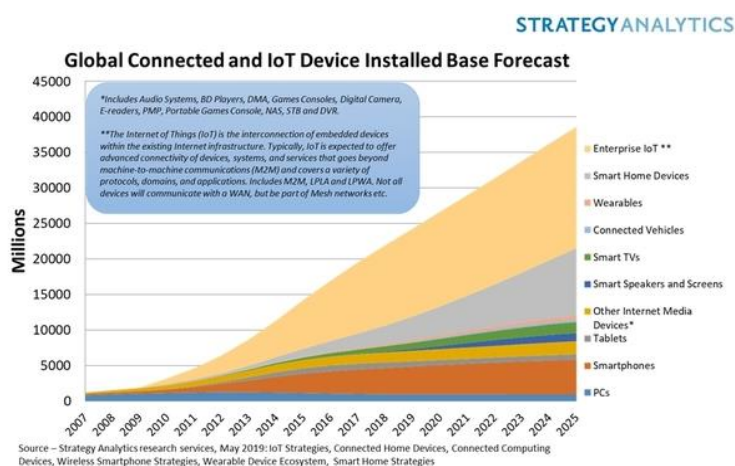 STRATEGYANALYTICS
Global Connected and IoT Device Installed Base Forecast
45000
40000
35000
30000
25000
20000
15000
10000
5000
0
Millions
*Includes Audio Systems, BD Players, DMA, Games Consoles, Digital Camera,
E-readers, PMP, Portable Games Console, NAS, STB and DVR.
**The Internet of Things (IoT) is the interconnection of embedded devices
within the existing Internet infrastructure. Typically, IoT is expected to offer
advanced connectivity of devices, systems, and services that goes beyond
machine-to-machine communications (M2M) and covers a variety of
protocols, domains, and applications. Includes M2M, LPLA and LPWA. Not all
devices will communicate with a WAN, but be part of Mesh networks etc.
Enterprise IoT **
Smart Home Devices
Wearables
Connected Vehicles
Smart TVs
Smart Speakers and Screens
Other Internet Media
Devices*
Tablets
Smartphones
PCs
2007
2008
2009
2010
2011
2012
2013
2014
2015
2016
2017
2018
2019
2020
2021
2022
2023
2024
2025
Source – Strategy Analytics research services, May 2019: IoT Strategies, Connected Home Devices, Connected Computing
Devices, Wireless Smartphone Strategies, Wearable Device Ecosystem, Smart Home Strategies